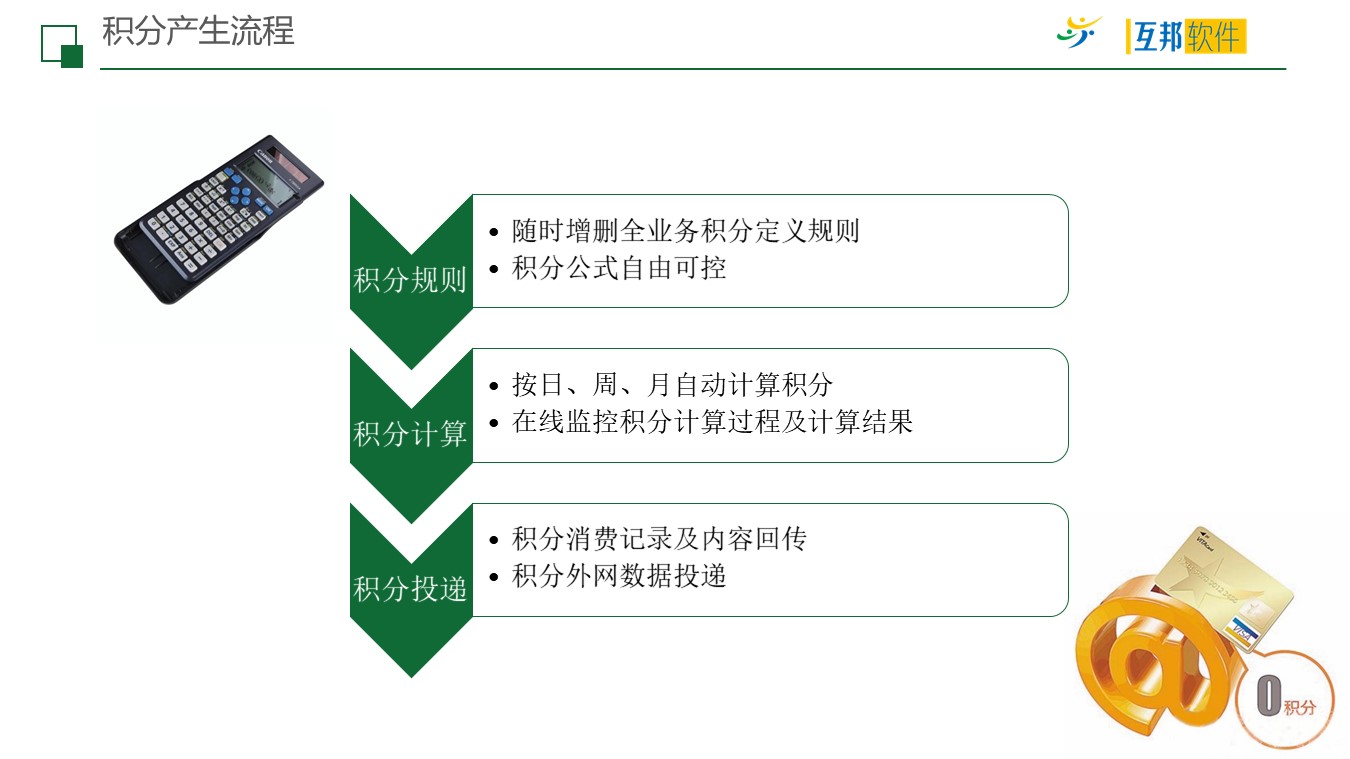 积分产生流程
互邦软件
Canon
积分规则
• 随时增删全业务积分定义规则
• 积分公式自由可控
积分计算
• 按日、周、月自动计算积分
• 在线监控积分计算过程及计算结果
积分投递
• 积分消费记录及内容回传
• 积分外网数据投递
VISA
0积分